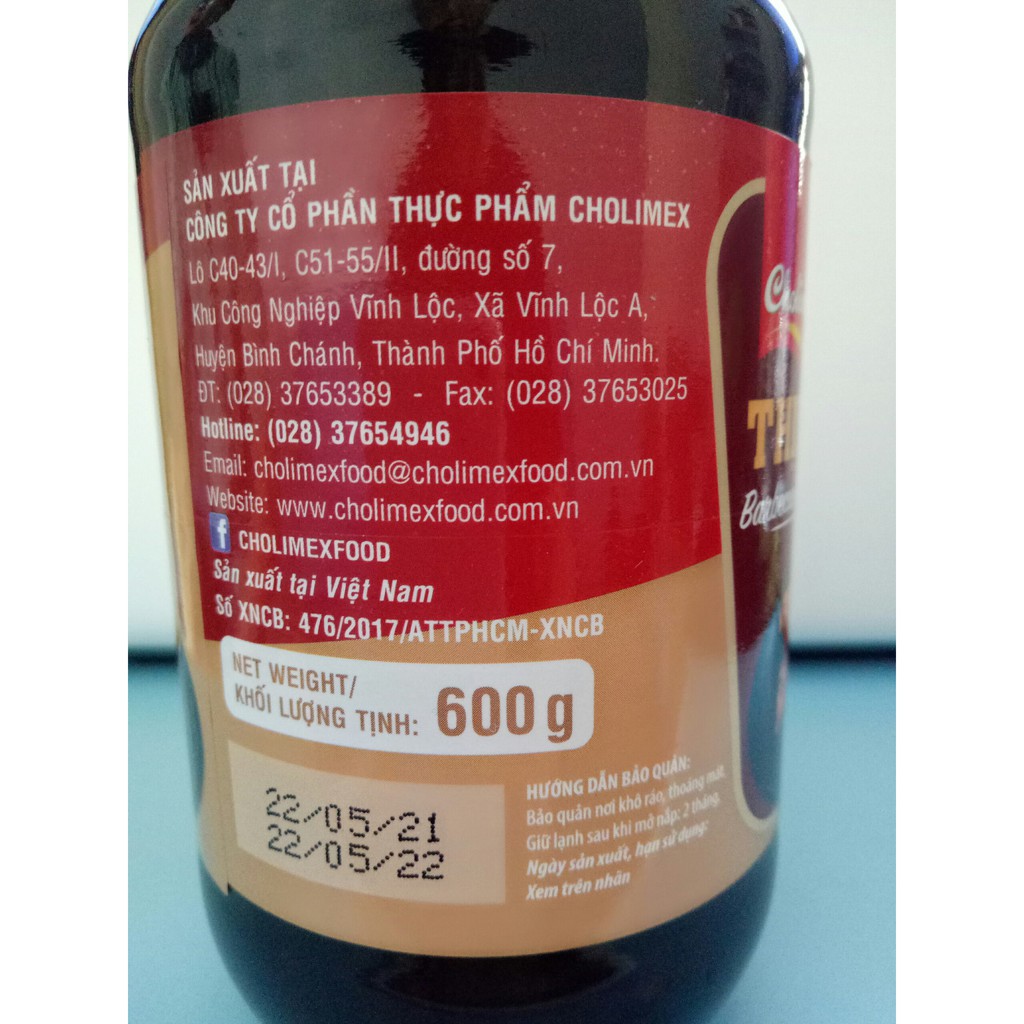 SẢN XUẤT TẠI
CÔNG TY CỔ PHẦN THỰC PHẨM CHOLIMEX
Lô C40-43/I, C51-55/II, đường số 7,
Khu Công Nghiệp Vĩnh Lộc, Xã Vĩnh Lộc A,
Huyện Bình Chánh, Thành Phố Hồ Chí Minh.
ĐT: (028) 37653389 - Fax: (028) 37653025
Hotline: (028) 37654946
Email: cholimexfood@cholimexfood.com.vn
Website: www.cholimexfood.com.vn
f CHOLIMEXFOOD
Sản xuất tại Việt Nam
Số XNCB: 476/2017/ATTPHCM-XNCB
NET WEIGHT/
KHỐI LƯỢNG TỊNH: 600g
22/05/21
22/05/22
HƯỚNG DẪN BẢO QUẢN:
Bảo quản nơi khô ráo, thoáng mát.
Giữ lạnh sau khi mở nắp: 2 tháng.
Ngày sản xuất, hạn sử dụng:
Xem trên nhãn